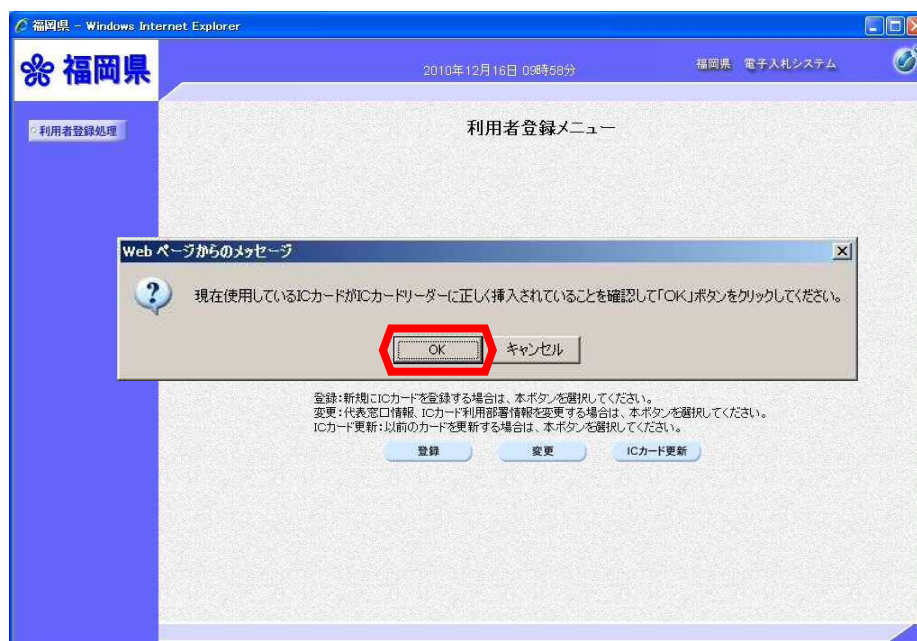 福岡県 - Windows Internet Explorer
福岡県
2010年12月16日 09時58分
福岡県 電子入札システム
利用者登録処理
利用者登録メニュー
Web ページからのメッセージ
現在使用しているICカードがICカードリーダーに正しく挿入されていることを確認して「OK」ボタンをクリックしてください。
OK
キャンセル
登録:新規にICカードを登録する場合は、本ボタンを選択してください。
変更:代表窓口情報、ICカード利用部署情報を変更する場合は、本ボタンを選択してください。
ICカード更新:以前のカードを更新する場合は、本ボタンを選択してください。
登録
変更
ICカード更新